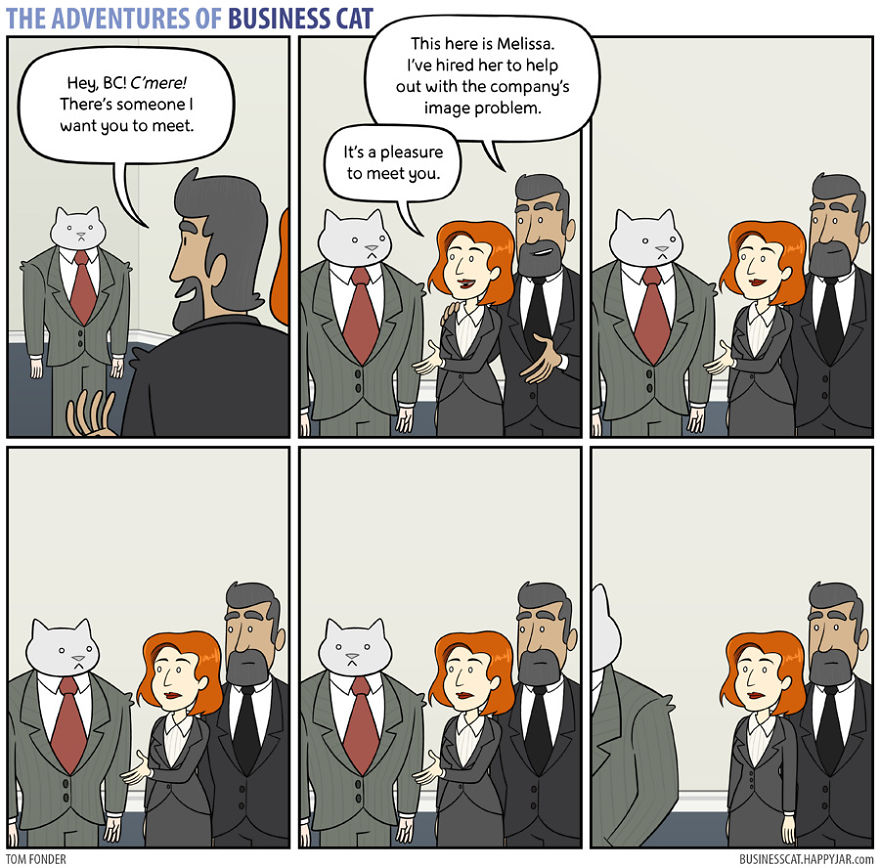 THE ADVENTURES OF BUSINESS CAT
Hey, BC! C'mere!
There's someone I
want you to meet.
This here is Melissa.
I've hired her to help
out with the company's
image problem.
It's a pleasure
to meet you.
TOM FONDER
BUSINESSCAT.HAPPYJAR.com